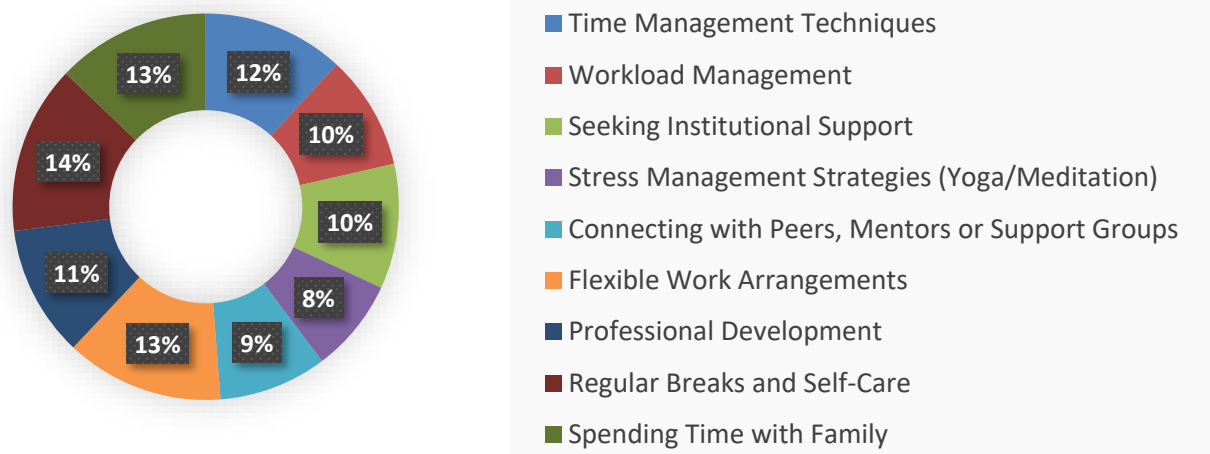 12%
10%
10%
8%
9%
13%
11%
14%
13%
Time Management Techniques
Workload Management
Seeking Institutional Support
Stress Management Strategies (Yoga/Meditation)
Connecting with Peers, Mentors or Support Groups
Flexible Work Arrangements
Professional Development
Regular Breaks and Self-Care
Spending Time with Family